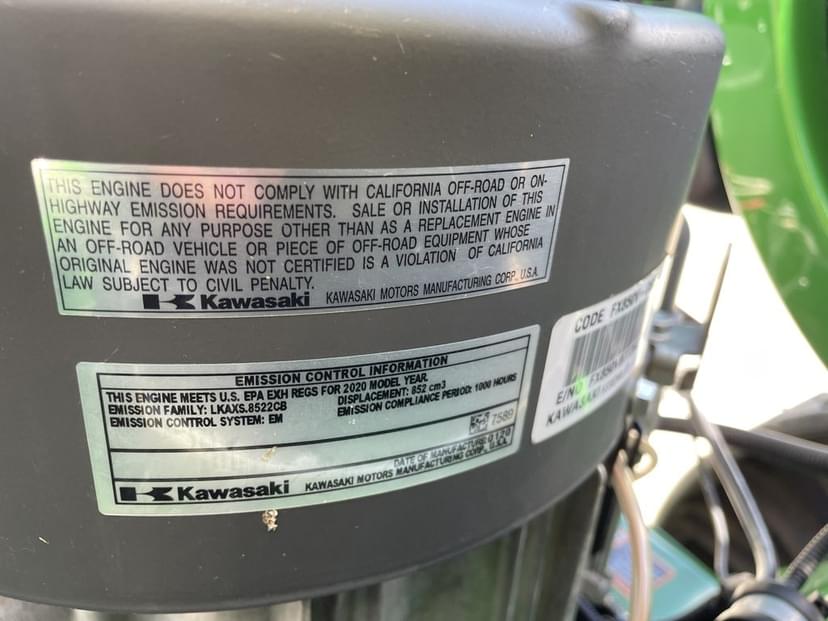 THIS ENGINE DOES NOT COMPLY WITH CALIFORNIA OFF-ROAD OR ON-
HIGHWAY EMISSION REQUIREMENTS. SALE OR INSTALLATION OF THIS
ENGINE FOR ANY PURPOSE OTHER THAN AS A REPLACEMENT ENGINE IN
AN OFF-ROAD VEHICLE OR PIECE OF OFF-ROAD EQUIPMENT WHOSE
ORIGINAL ENGINE WAS NOT CERTIFIED IS A VIOLATION OF CALIFORNIA
LAW SUBJECT TO CIVIL PENALTY.
Kawasaki KAWASAKI MOTORS MANUFACTURING CORP., U.S.A.
EMISSION CONTROL INFORMATION
THIS ENGINE MEETS U.S. EPA EXH REGS FOR 2020 MODEL YEAR.
EMISSION FAMILY: LKAXS.8522CB DISPLACEMENT: 852 cm3
EMISSION CONTROL SYSTEM: EM EMISSION COMPLIANCE PERIOD: 1000 HOURS
7589
DATE OF MANUFACTURE: 0120
Kawasaki KAWASAKI MOTORS MANUFACTURING CORP., U.S.A.
CODE
E/NO
KAWASAKI